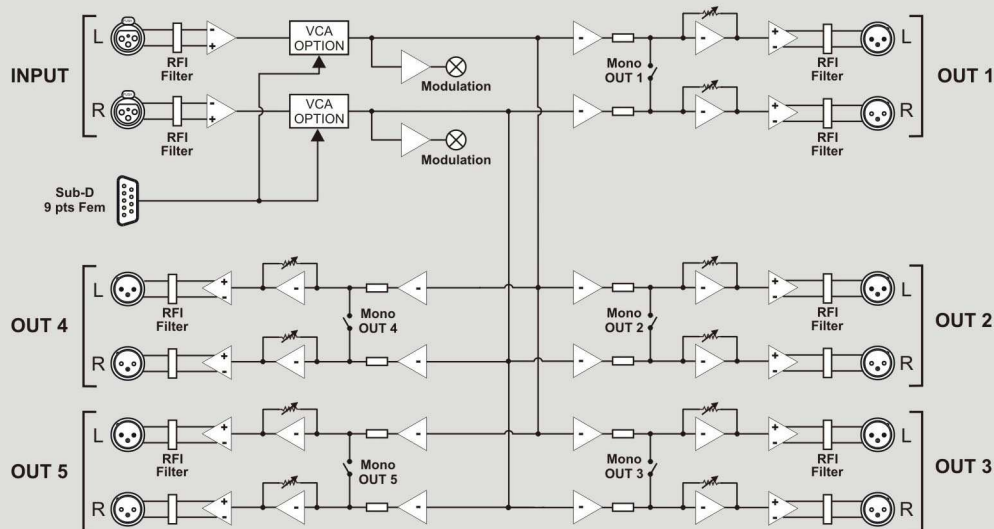 INPUT
L
RFI
Filter
- +
VCA
OPTION
Modulation
R
RFI
Filter
- +
VCA
OPTION
Modulation
Sub-D
9 pts Fem
-
Mono
OUT 1
-
+ -
RFI
Filter
L
OUT 1
-
-
+ -
RFI
Filter
R
OUT 4
L
RFI
Filter
+ -
-
Mono
OUT 4
-
R
+ -
-
-
-
Mono
OUT 2
-
+ -
RFI
Filter
L
OUT 2
-
-
+ -
R
OUT 5
L
RFI
Filter
+ -
-
Mono
OUT 5
-
R
+ -
-
-
-
Mono
OUT 3
-
+ -
RFI
Filter
L
OUT 3
-
-
+ -
R